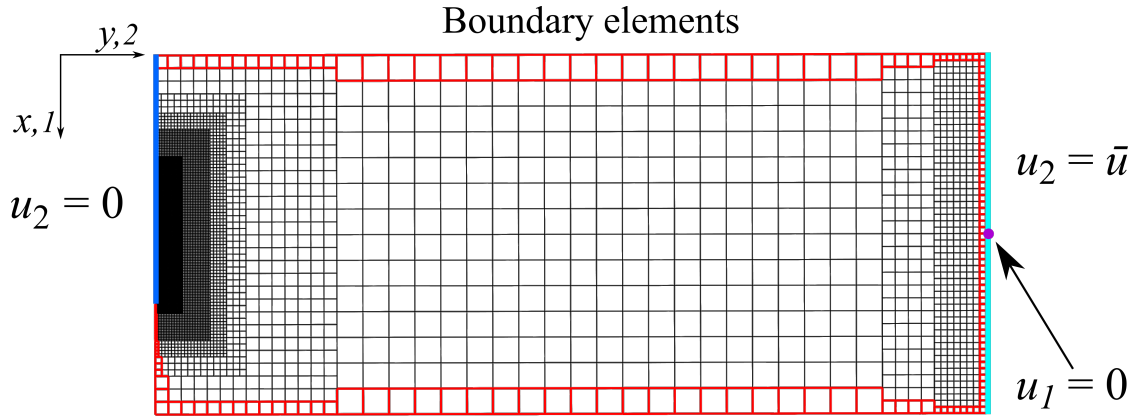 Boundary elements
y,2
x,1
u₂ = 0
u₂ = ū
u₁ = 0